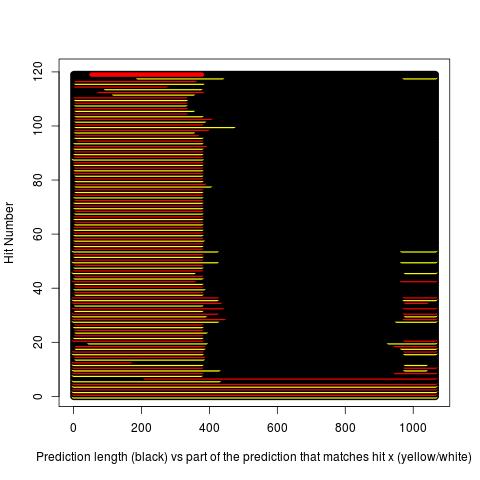 120
100
80
60
40
20
0
Hit Number
0 200 400 600 800 1000
Prediction length (black) vs part of the prediction that matches hit x (yellow/white)